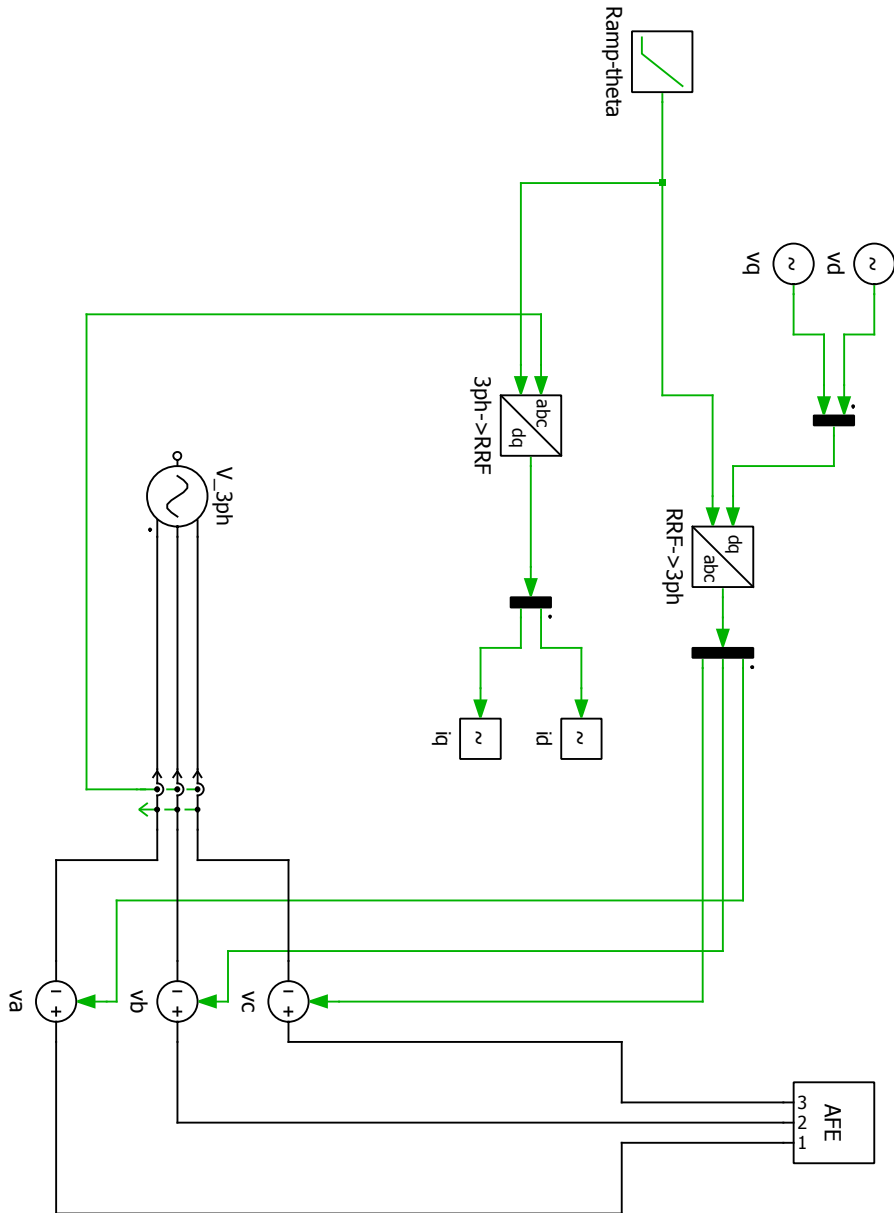 Ramp-theta
vd
vq
abc
dq
3ph->RRF
dq
abc
RRF->3ph
V_3ph
id
iq
vc
vb
va
AFE
3
2
1
~
~
~
~
- +
- +
- +